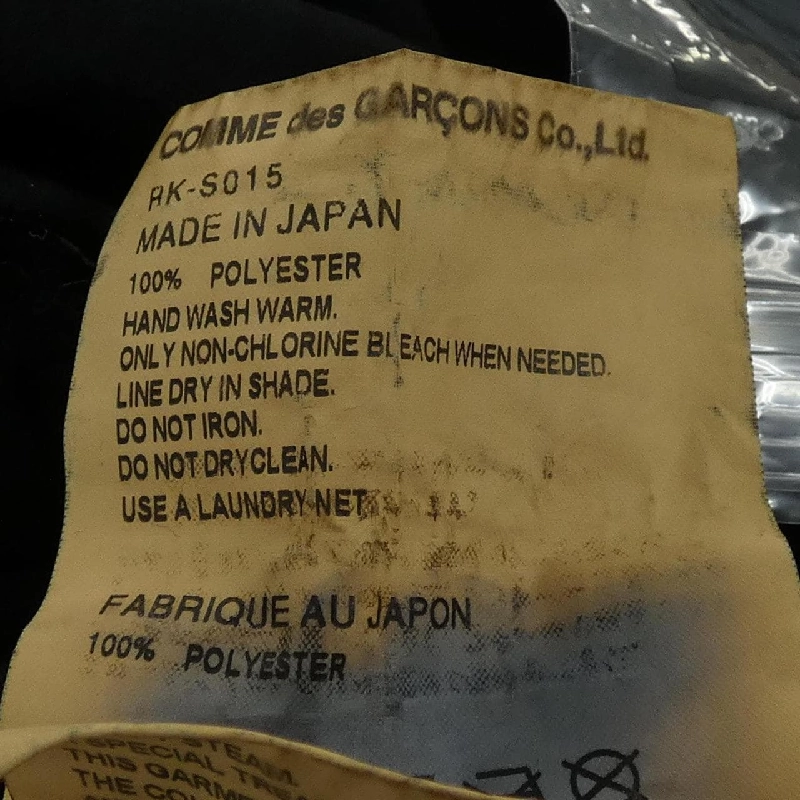 COMME des GARÇONS Co.,Ltd.
RK-S015
MADE IN JAPAN
100% POLYESTER
HAND WASH WARM.
ONLY NON-CHLORINE BLEACH WHEN NEEDED.
LINE DRY IN SHADE.
DO NOT IRON.
DO NOT DRYCLEAN.
USE A LAUNDRY NET
FABRIQUE AU JAPON
100% POLYESTER
STEAM.
SPECIAL
THIS
THE